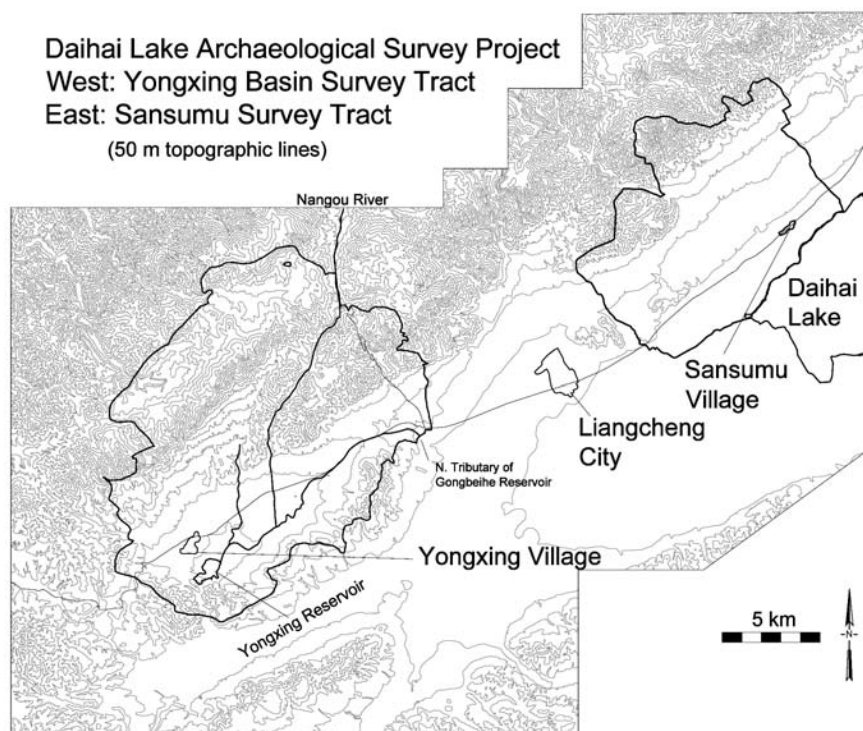 Daihai Lake Archaeological Survey Project
West: Yongxing Basin Survey Tract
East: Sansumu Survey Tract
(50 m topographic lines)
Nangou River
Daihai
Lake
Sansumu
Village
Liangcheng
City
N. Tributary of
Gongbeihe Reservoir
Yongxing Village
Yongxing Reservoir
5 km
N